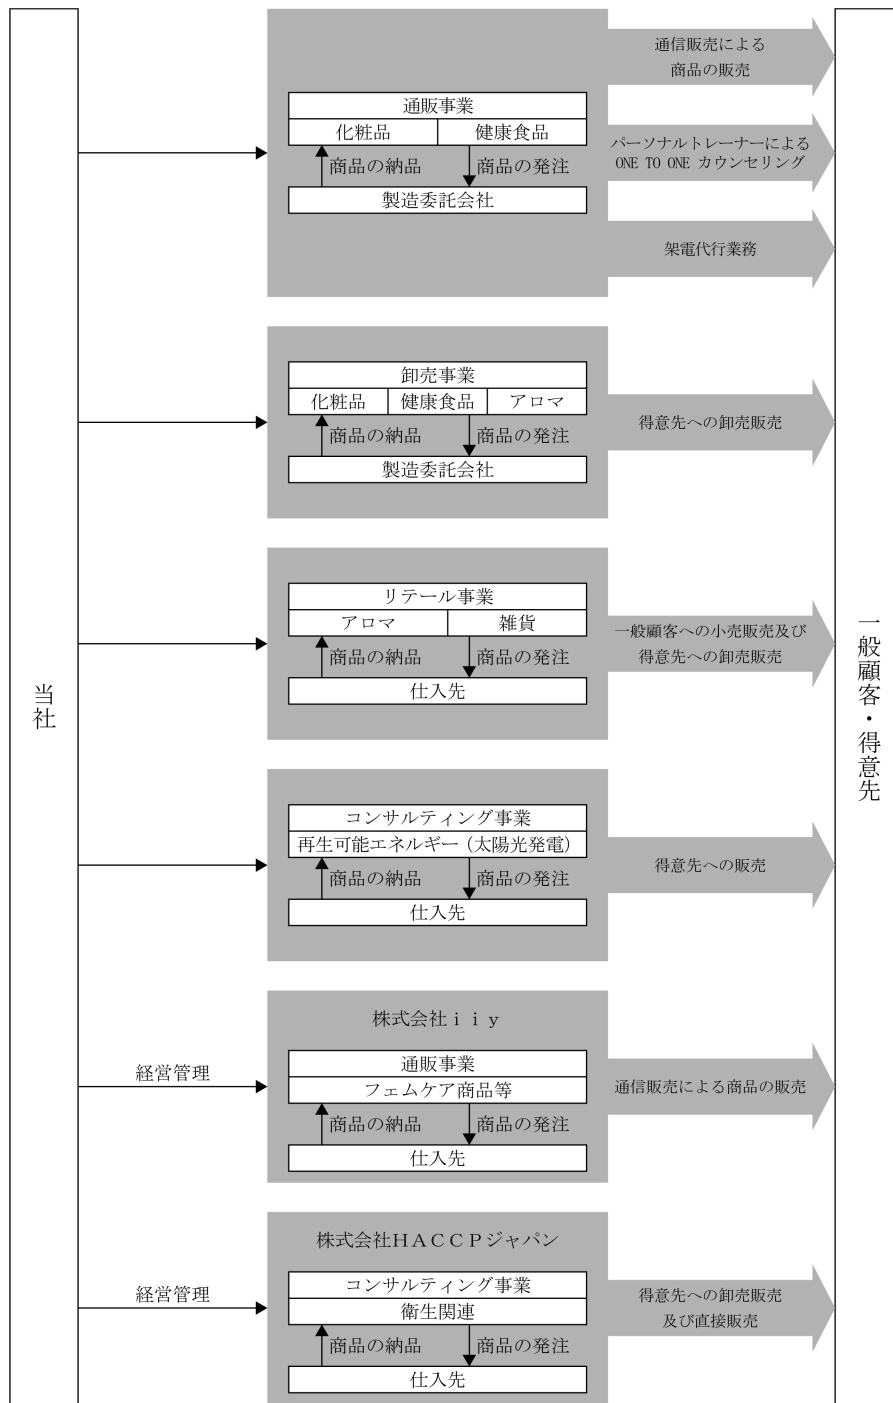 当社
通販事業
化粧品
健康食品
商品の納品
商品の発注
製造委託会社
通信販売による
商品の販売
パーソナルトレーナーによる
ONE TO ONE カウンセリング
架電代行業務
卸売事業
化粧品
健康食品
アロマ
商品の納品
商品の発注
製造委託会社
得意先への卸売販売
リテール事業
アロマ
雑貨
商品の納品
商品の発注
仕入先
一般顧客への小売販売及び
得意先への卸売販売
コンサルティング事業
再生可能エネルギー（太陽光発電）
商品の納品
商品の発注
仕入先
得意先への販売
経営管理
株式会社ｉｉｙ
通販事業
フェムケア商品等
商品の納品
商品の発注
仕入先
通信販売による商品の販売
経営管理
株式会社ＨＡＣＣＰジャパン
コンサルティング事業
衛生関連
商品の納品
商品の発注
仕入先
得意先への卸売販売
及び直接販売
一般顧客・得意先